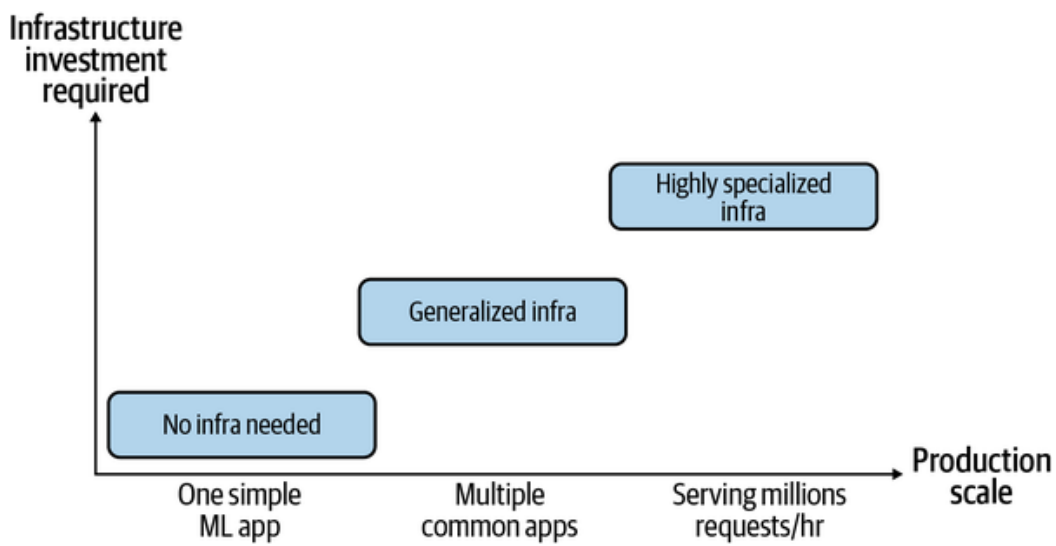 Infrastructure
investment
required
Highly specialized
infra
Generalized infra
No infra needed
Production
scale
One simple
ML app
Multiple
common apps
Serving millions
requests/hr